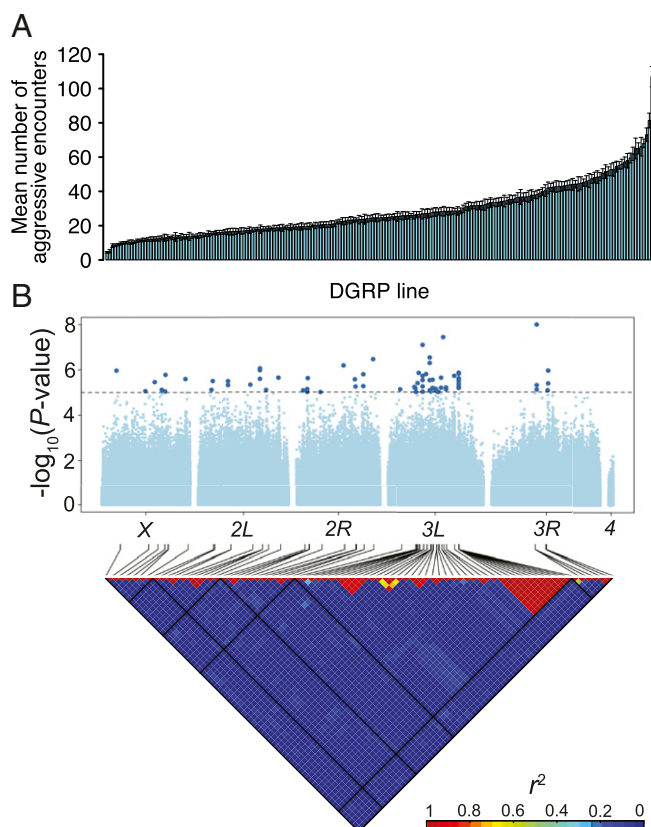 A
Mean number of
aggressive encounters
120
100
80
60
40
20
0
DGRP line
B
-log10(P-value)
8
6
4
2
0
X 2L 2R 3L 3R 4
r2
1 0.8 0.6 0.4 0.2 0